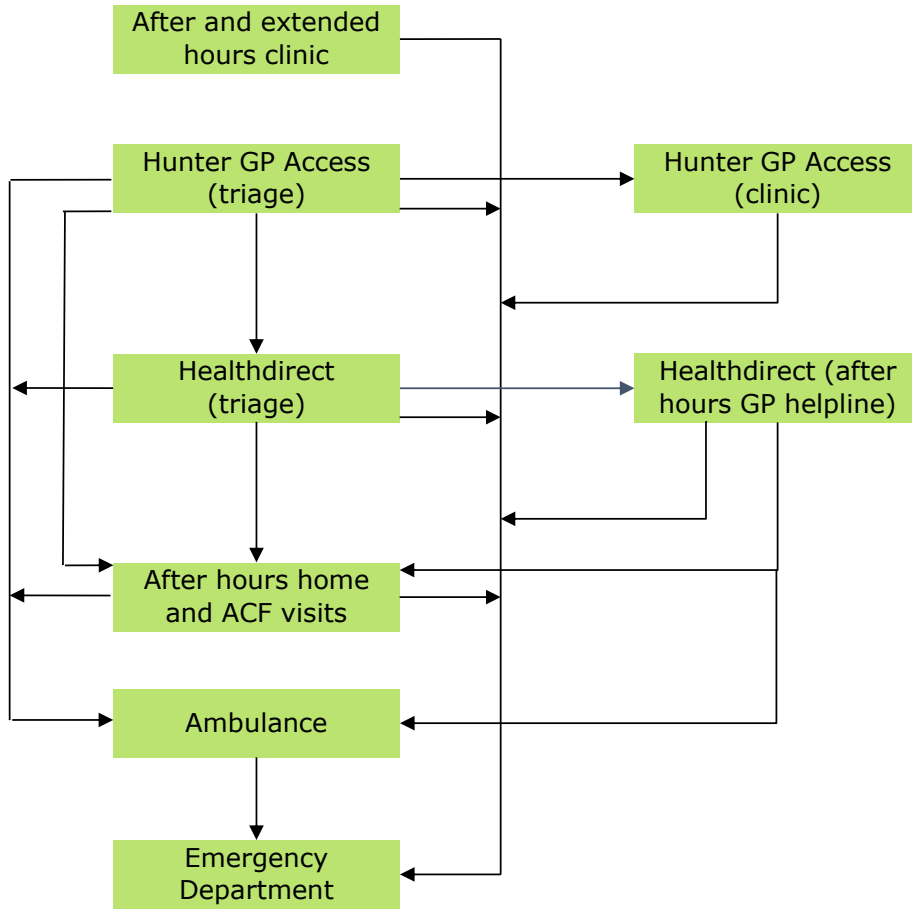 After and extended
hours clinic
Hunter GP Access
(triage)
Hunter GP Access
(clinic)
Healthdirect
(triage)
Healthdirect (after
hours GP helpline)
After hours home
and ACF visits
Ambulance
Emergency
Department